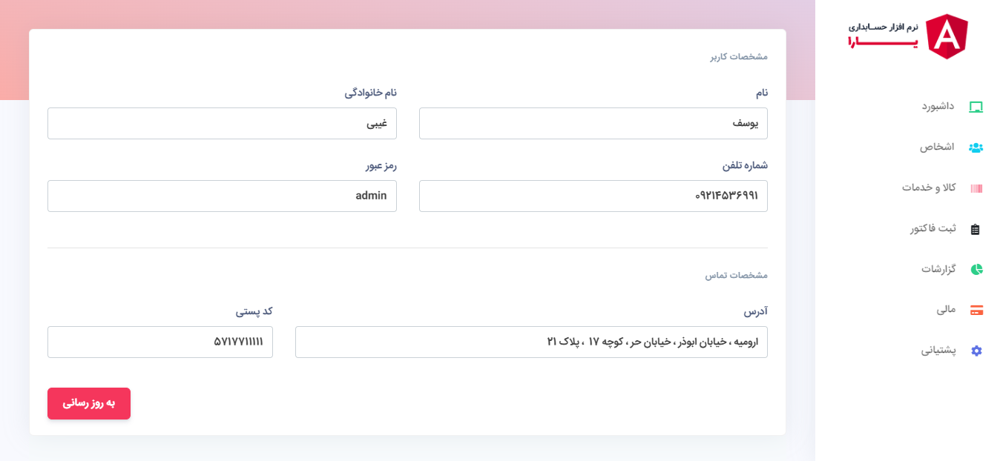 نرم افزار حسـابداری
یـــــــارا
داشبورد
اشخاص
کالا و خدمات
ثبت فاکتور
گزارشات
مالی
پشتیانی
مشخصات کاربر
نام
نام خانوادگی
یوسف
غیبی
شماره تلفن
رمز عبور
۰۹۲۱۴۵۳۶۹۹۱
admin
مشخصات تماس
آدرس
کد پستی
ارومیه ، خیابان ابوذر ، خیابان حر ، کوچه ۱۷ ، پلاک ۲۱
۵۷۱۷۷۱۱۱۱۱
به روز رسانی